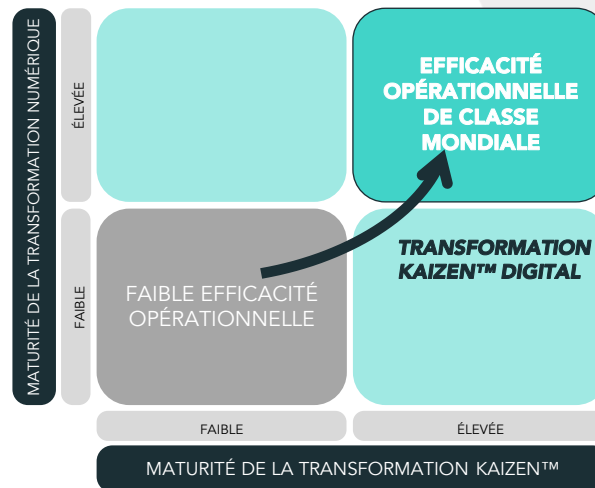 MATURITÉ DE LA TRANSFORMATION NUMÉRIQUE
ÉLEVÉE
FAIBLE
EFFICACITÉ
OPÉRATIONNELLE
DE CLASSE
MONDIALE
FAIBLE EFFICACITÉ
OPÉRATIONNELLE
TRANSFORMATION
KAIZEN™ DIGITAL
FAIBLE
ÉLEVÉE
MATURITÉ DE LA TRANSFORMATION KAIZEN™